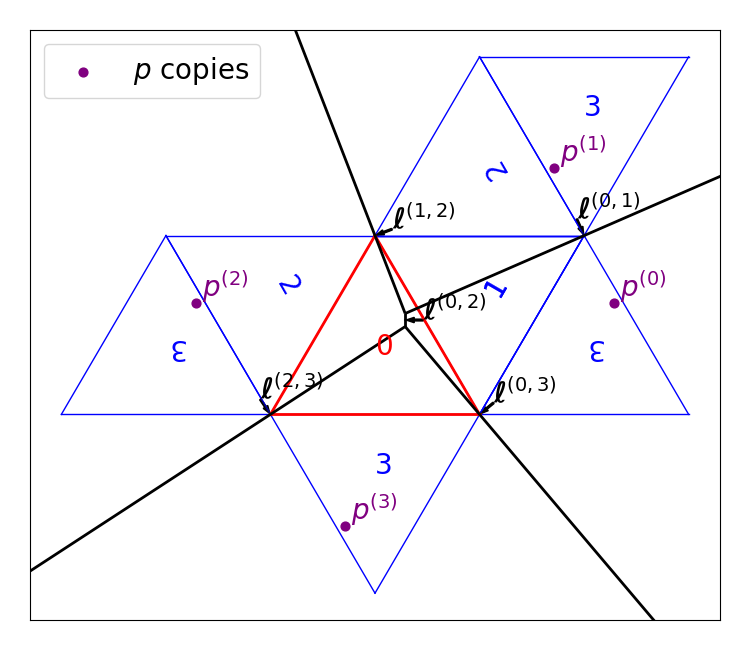 p copies
3
p^(1)
2
ℓ^(0,1)
ℓ^(1,2)
p^(2)
2
1
p^(0)
ℓ^(0,2)
3
0
3
ℓ^(2,3)
ℓ^(0,3)
3
p^(3)